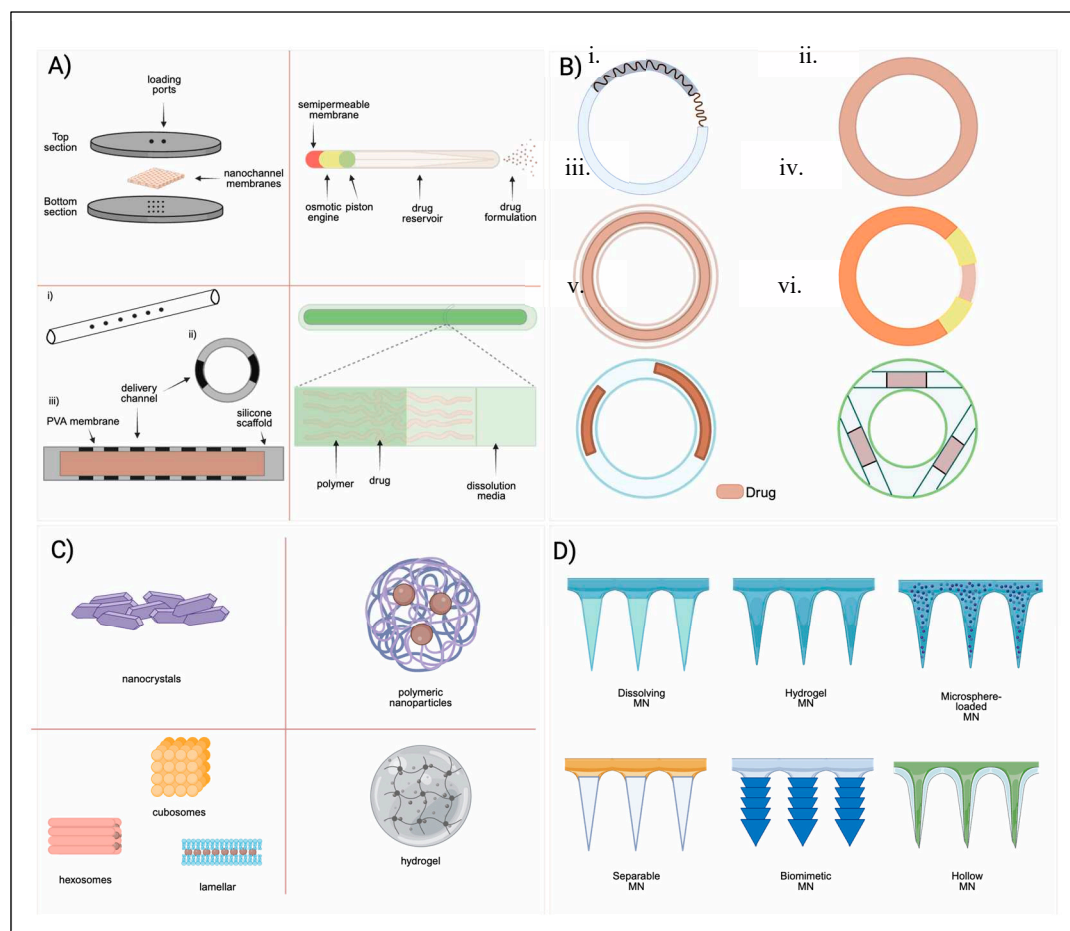 A)
loading
ports
Top
section
nanochannel
membranes
Bottom
section
semipermeable
membrane
osmotic
engine
piston
drug
reservoir
drug
formulation
i)
ii)
delivery
channel
iii)
PVA membrane
silicone
scaffold
polymer
drug
dissolution
media
B)
i.
ii.
iii.
iv.
v.
vi.
Drug
C)
nanocrystals
polymeric
nanoparticles
cubosomes
hexosomes
lamellar
hydrogel
D)
Dissolving
MN
Hydrogel
MN
Microsphere-
loaded
MN
Separable
MN
Biomimetic
MN
Hollow
MN